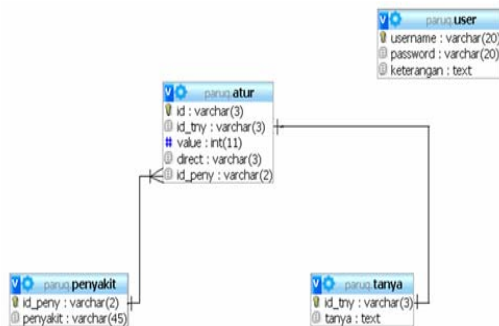 paruq.user
username : varchar(20)
password : varchar(20)
keterangan : text
paruq.atur
id : varchar(3)
id_tny : varchar(3)
# value : int(11)
direct : varchar(3)
id_peny : varchar(2)
paruq.penyakit
id_peny : varchar(2)
penyakit : varchar(45)
paruq.tanya
id_tny : varchar(3)
tanya : text